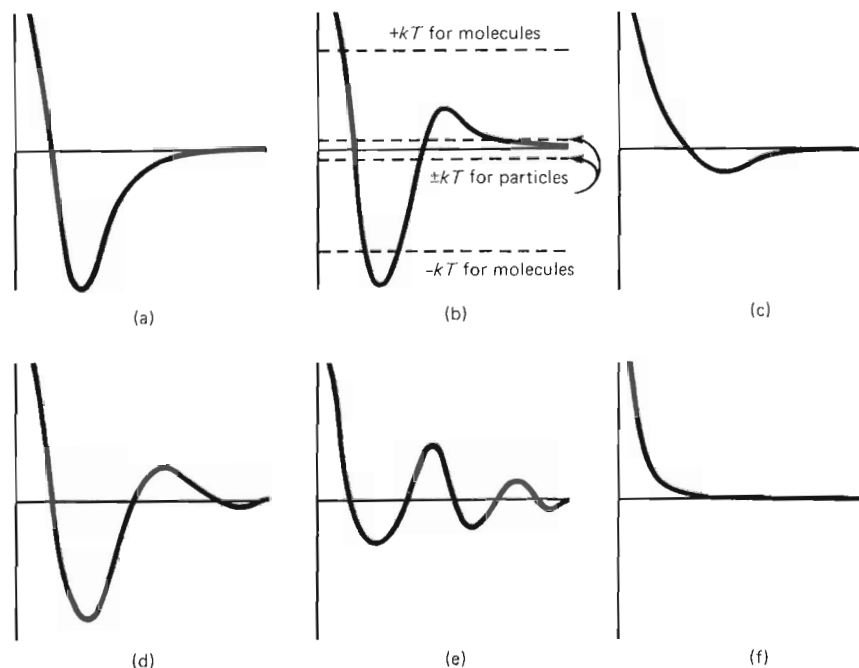 +kT for molecules
±kT for particles
-kT for molecules
(a)
(b)
(c)
(d)
(e)
(f)